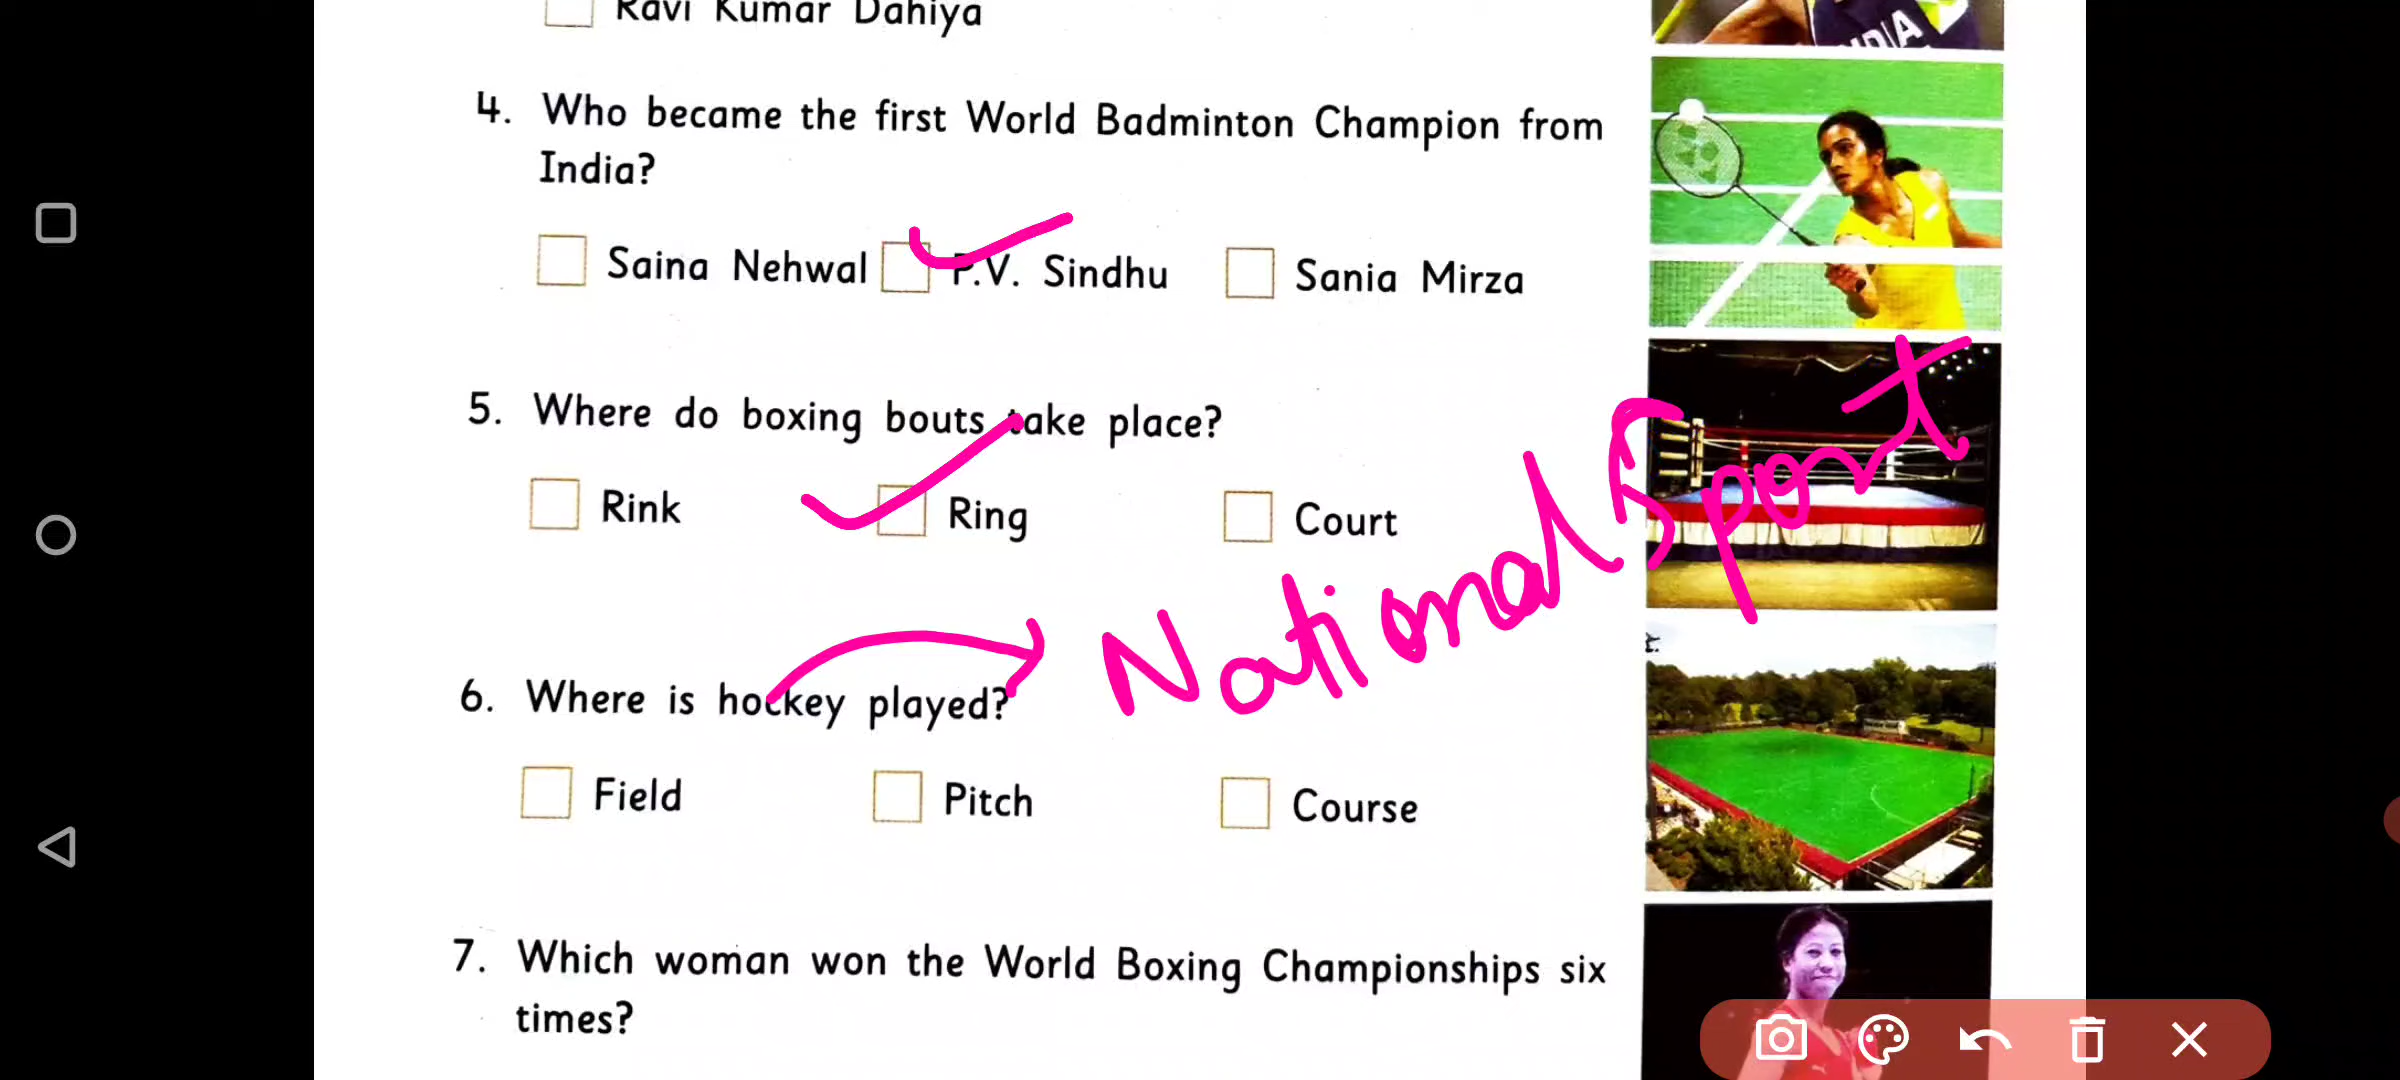 Ravi Kumar Dahiya
INDIA
4. Who became the first World Badminton Champion from
India?
Saina Nehwal P.V. Sindhu Sania Mirza
5. Where do boxing bouts take place?
Rink Ring Court
National Sport
6. Where is hockey played?
Field Pitch Course
7. Which woman won the World Boxing Championships six
times?